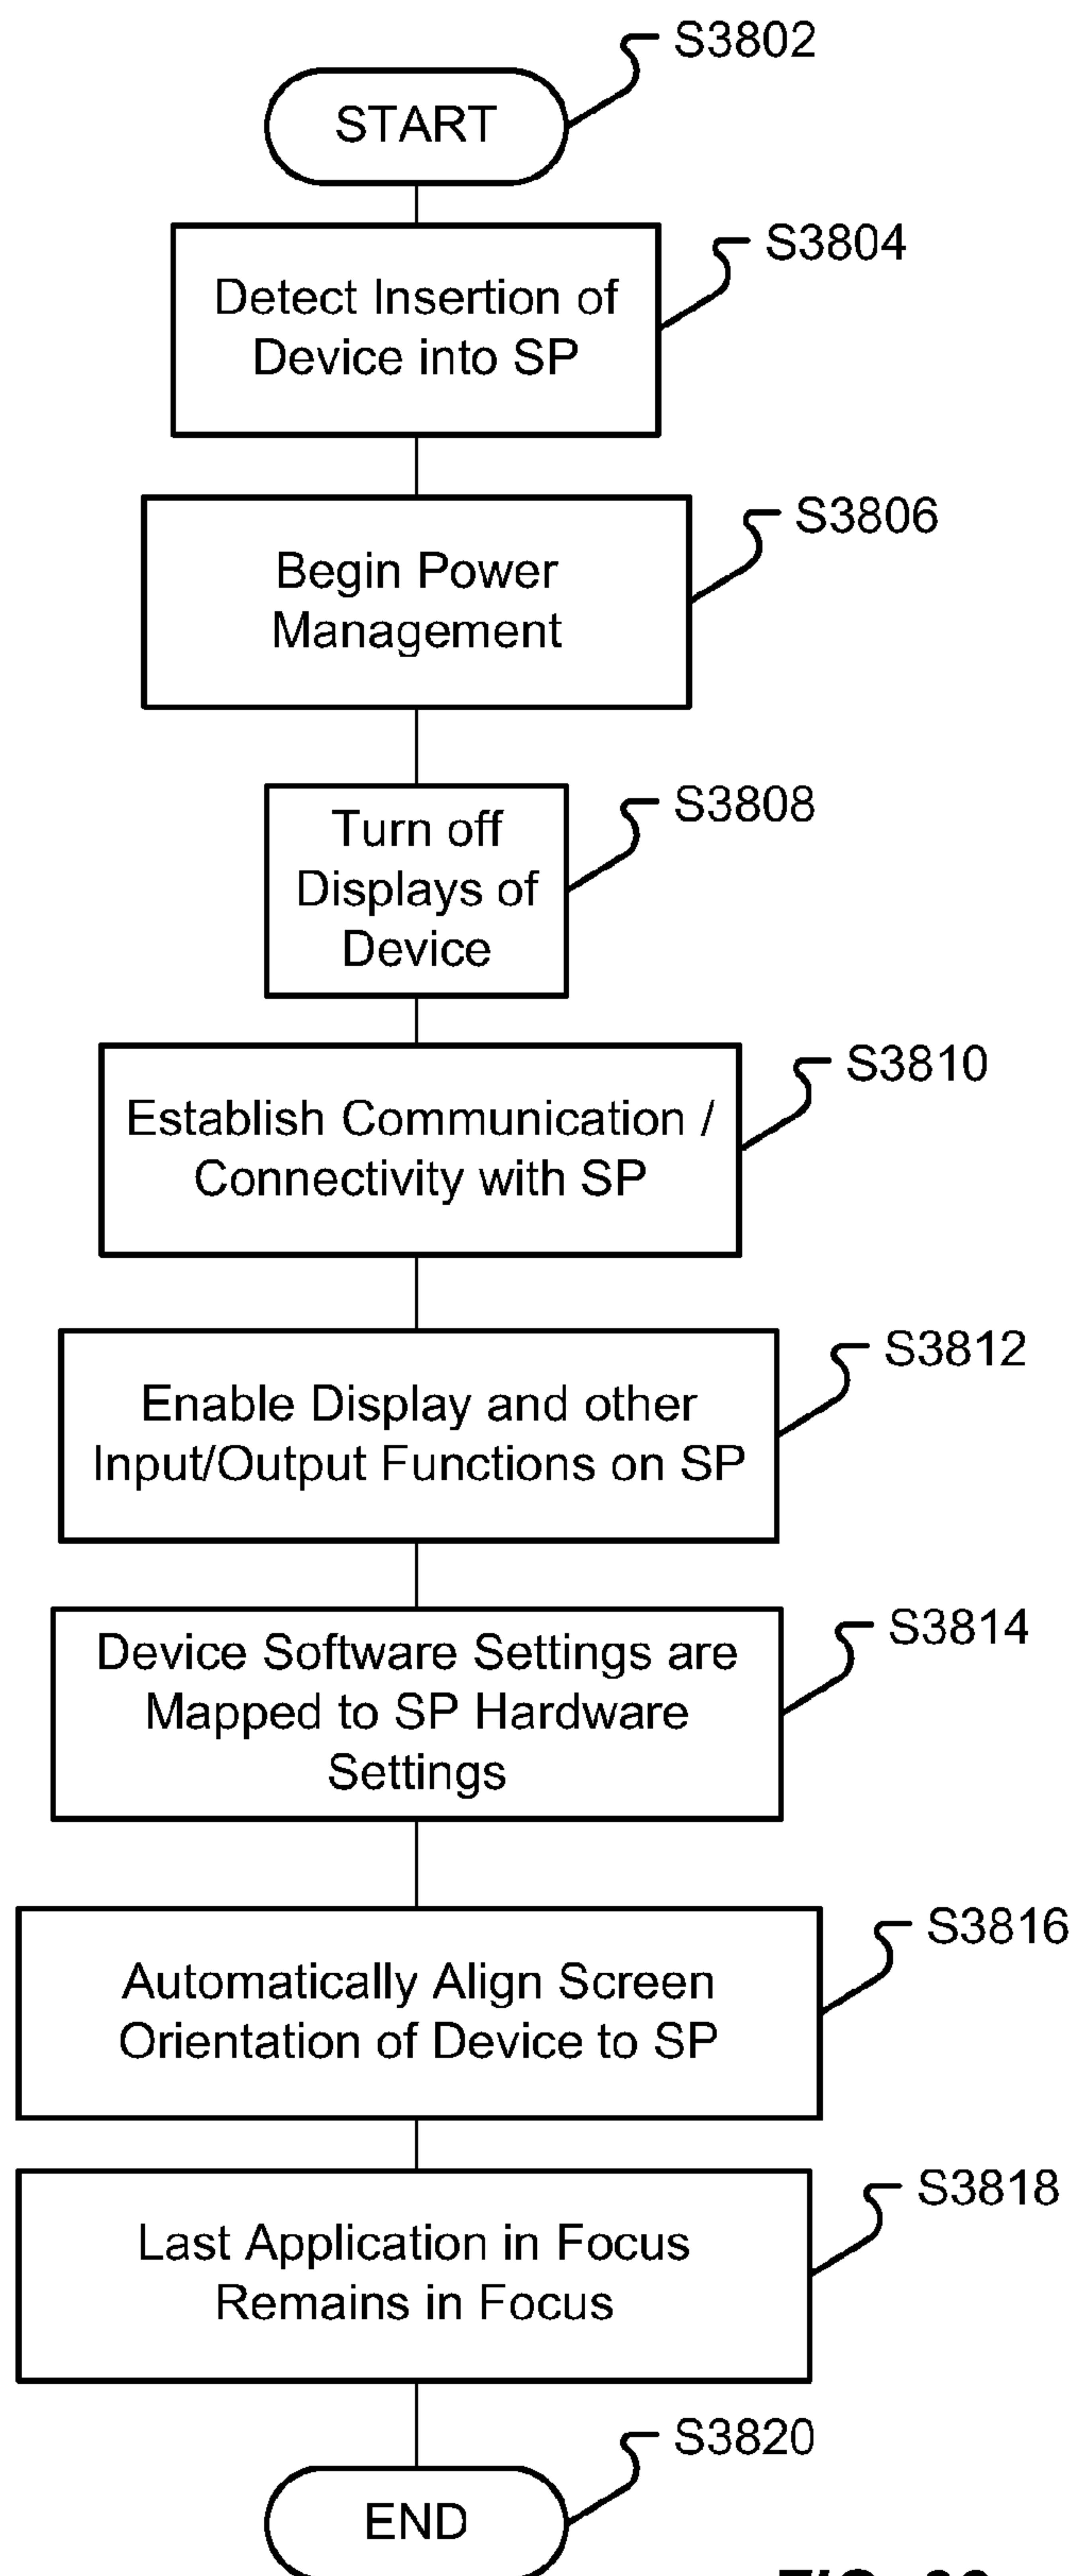 S3802
START
S3804
Detect Insertion of
Device into SP
S3806
Begin Power
Management
S3808
Turn off
Displays of
Device
S3810
Establish Communication /
Connectivity with SP
S3812
Enable Display and other
Input/Output Functions on SP
S3814
Device Software Settings are
Mapped to SP Hardware
Settings
S3816
Automatically Align Screen
Orientation of Device to SP
S3818
Last Application in Focus
Remains in Focus
S3820
END